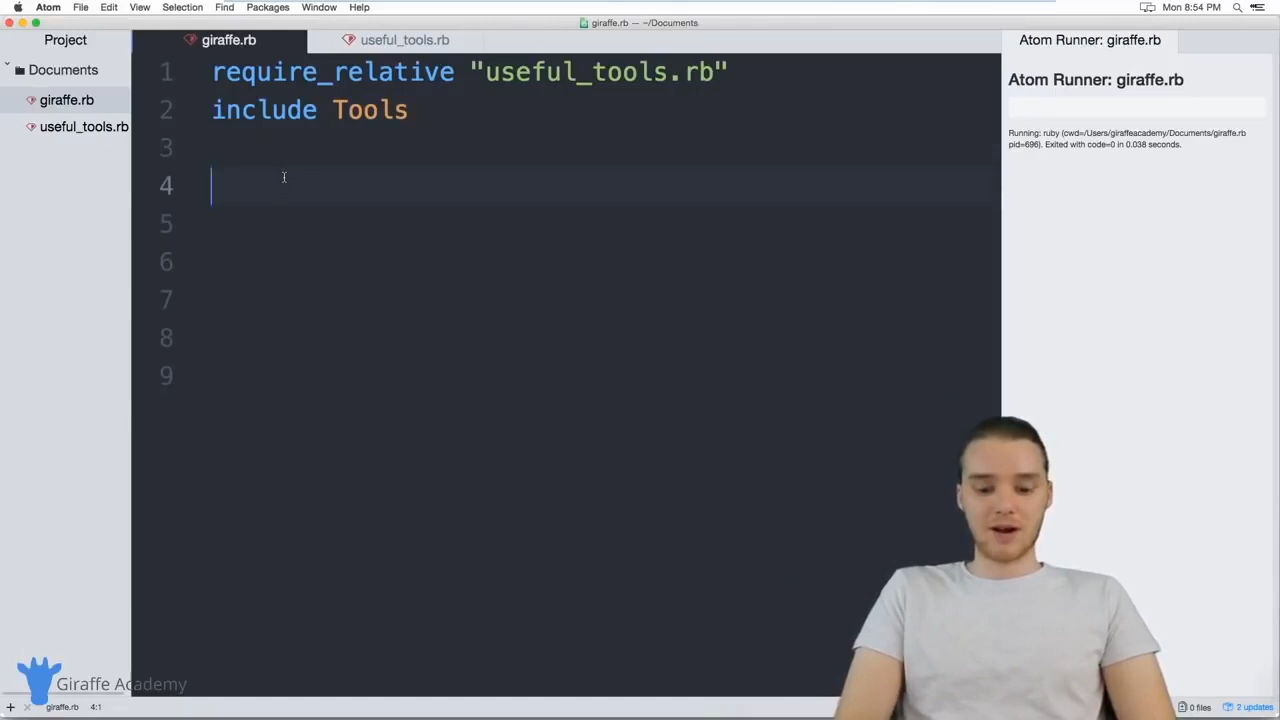 Atom File Edit View Selection Find Packages Window Help
Mon 8:54 PM
giraffe.rb — ~/Documents
Project
giraffe.rb
useful_tools.rb
Atom Runner: giraffe.rb
Documents
giraffe.rb
useful_tools.rb
1 require_relative "useful_tools.rb"
2 include Tools
3
4
5
6
7
8
9
Atom Runner: giraffe.rb
Running: ruby (cwd=/Users/giraffeacademy/Documents/giraffe.rb
pid=696). Exited with code=0 in 0.038 seconds.
Giraffe Academy
giraffe.rb 4:1
0 files 2 updates